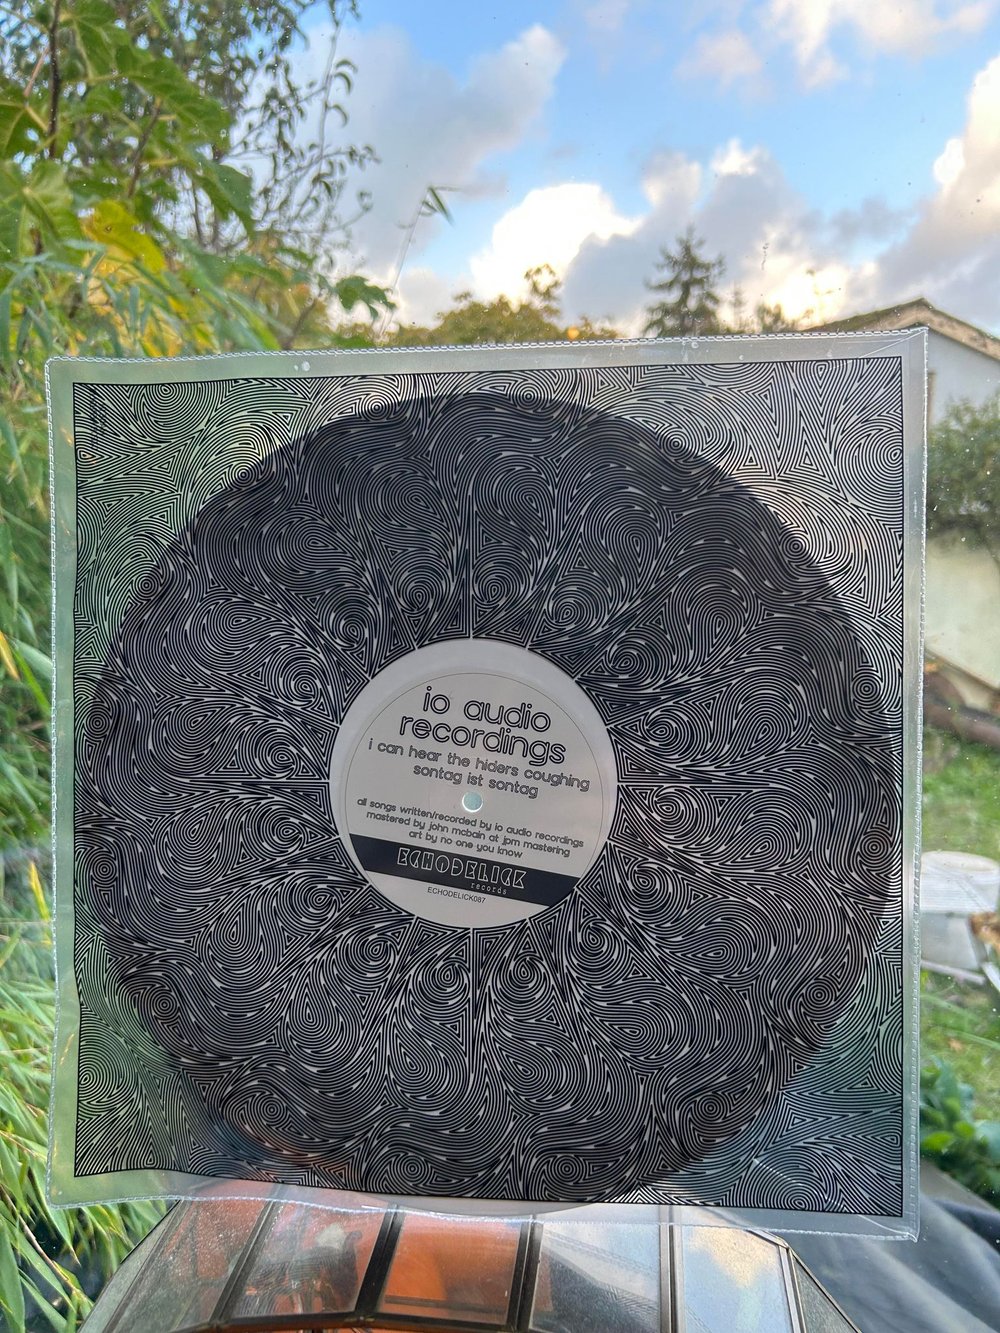 io audio
recordings
i can hear the hiders coughing
sontag ist sontag
all songs written/recorded by io audio recordings
mastered by john mcbain at jpm mastering
art by no one you know
ECHODELICK
records
ECHODELICK087